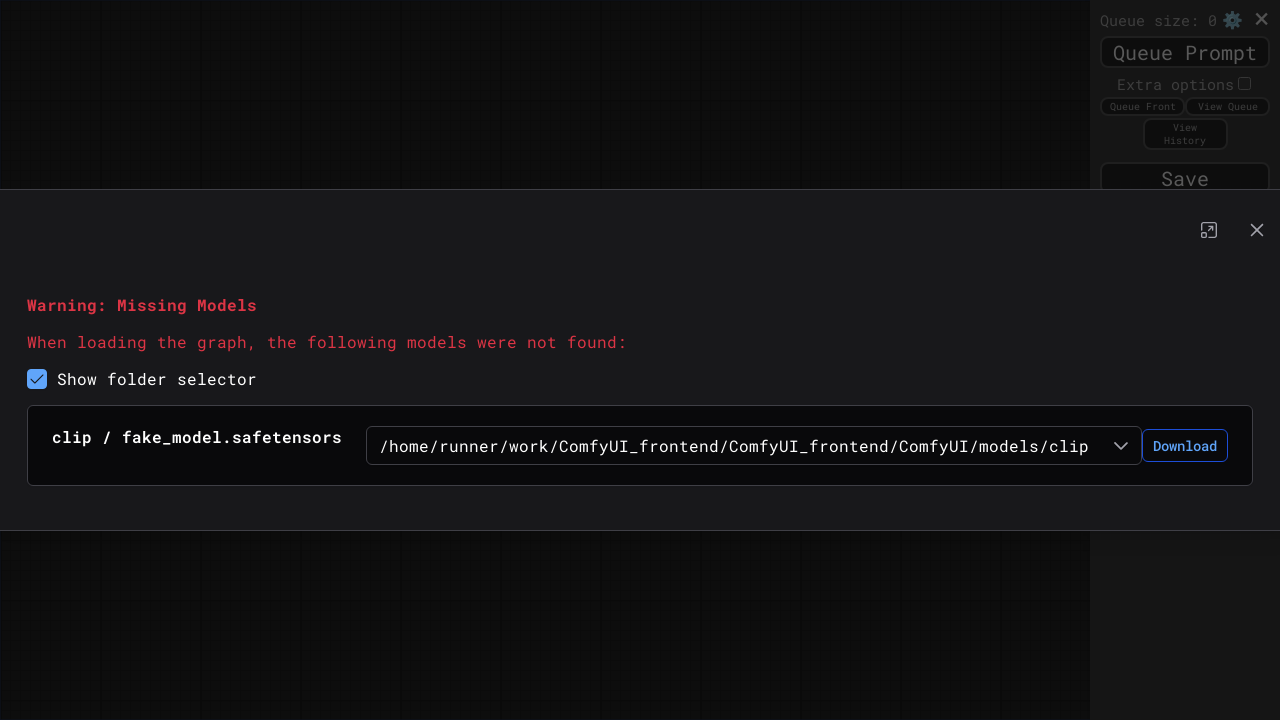 Queue size: 0
Queue Prompt
Extra options
Queue Front
View Queue
View
History
Save
Warning: Missing Models
When loading the graph, the following models were not found:
Show folder selector
clip / fake_model.safetensors
/home/runner/work/ComfyUI_frontend/ComfyUI_frontend/ComfyUI/models/clip
Download